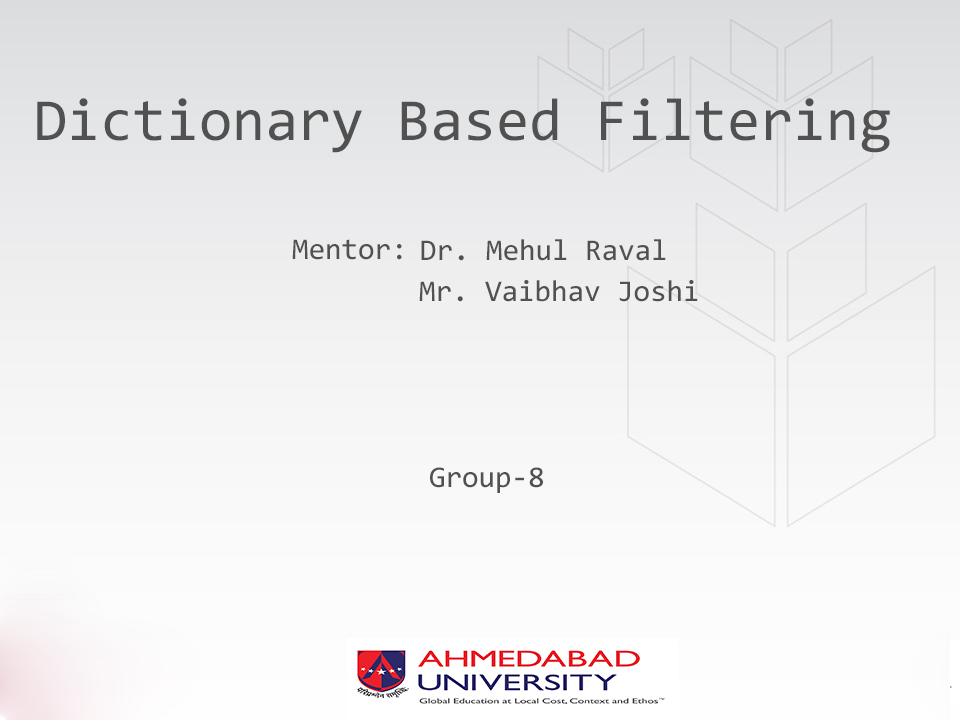 Dictionary Based Filtering
Mentor: Dr. Mehul Raval
Mr. Vaibhav Joshi
Group-8
AHMEDABAD
UNIVERSITY
Global Education at Local Cost, Context and Ethos™